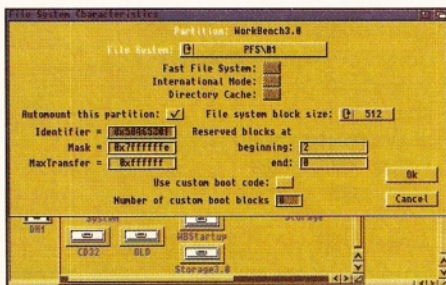 File System Characteristics
Partition: WorkBench3.0
File System: PFS\01
Fast File System:
International Mode:
Directory Cache:
Automount this partition: File system block size: 512
Identifier = Reserved blocks at
Mask = 0x7ffffffe beginning: 2
MaxTransfer = 0xffffff end: 0
Use custom boot code:
Number of custom boot blocks 0
Ok
Cancel
System Storage
DH1 CD32 OLD WBStartup
Storage3.0